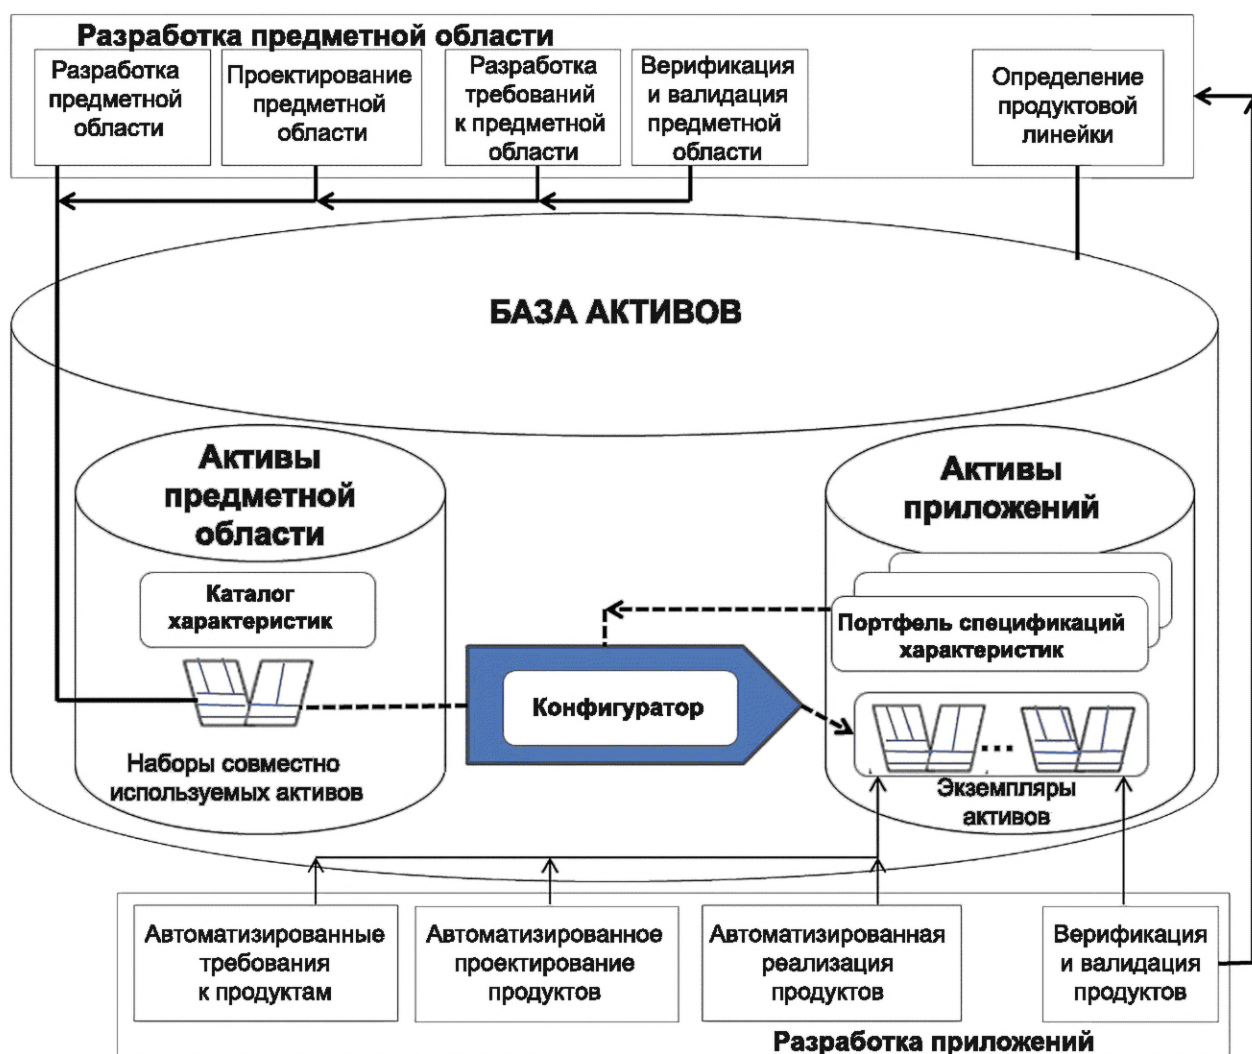 Разработка предметной области
Разработка
предметной
области
Проектирование
предметной
области
Разработка
требований
к предметной
области
Верификация
и валидация
предметной
области
Определение
продуктовой
линейки
БАЗА АКТИВОВ
Активы
предметной
области
Каталог
характеристик
Наборы совместно
используемых активов
Конфигуратор
Активы
приложений
Портфель спецификаций
характеристик
...
Экземпляры
активов
Автоматизированные
требования
к продуктам
Автоматизированное
проектирование
продуктов
Автоматизированная
реализация
продуктов
Верификация
и валидация
продуктов
Разработка приложений